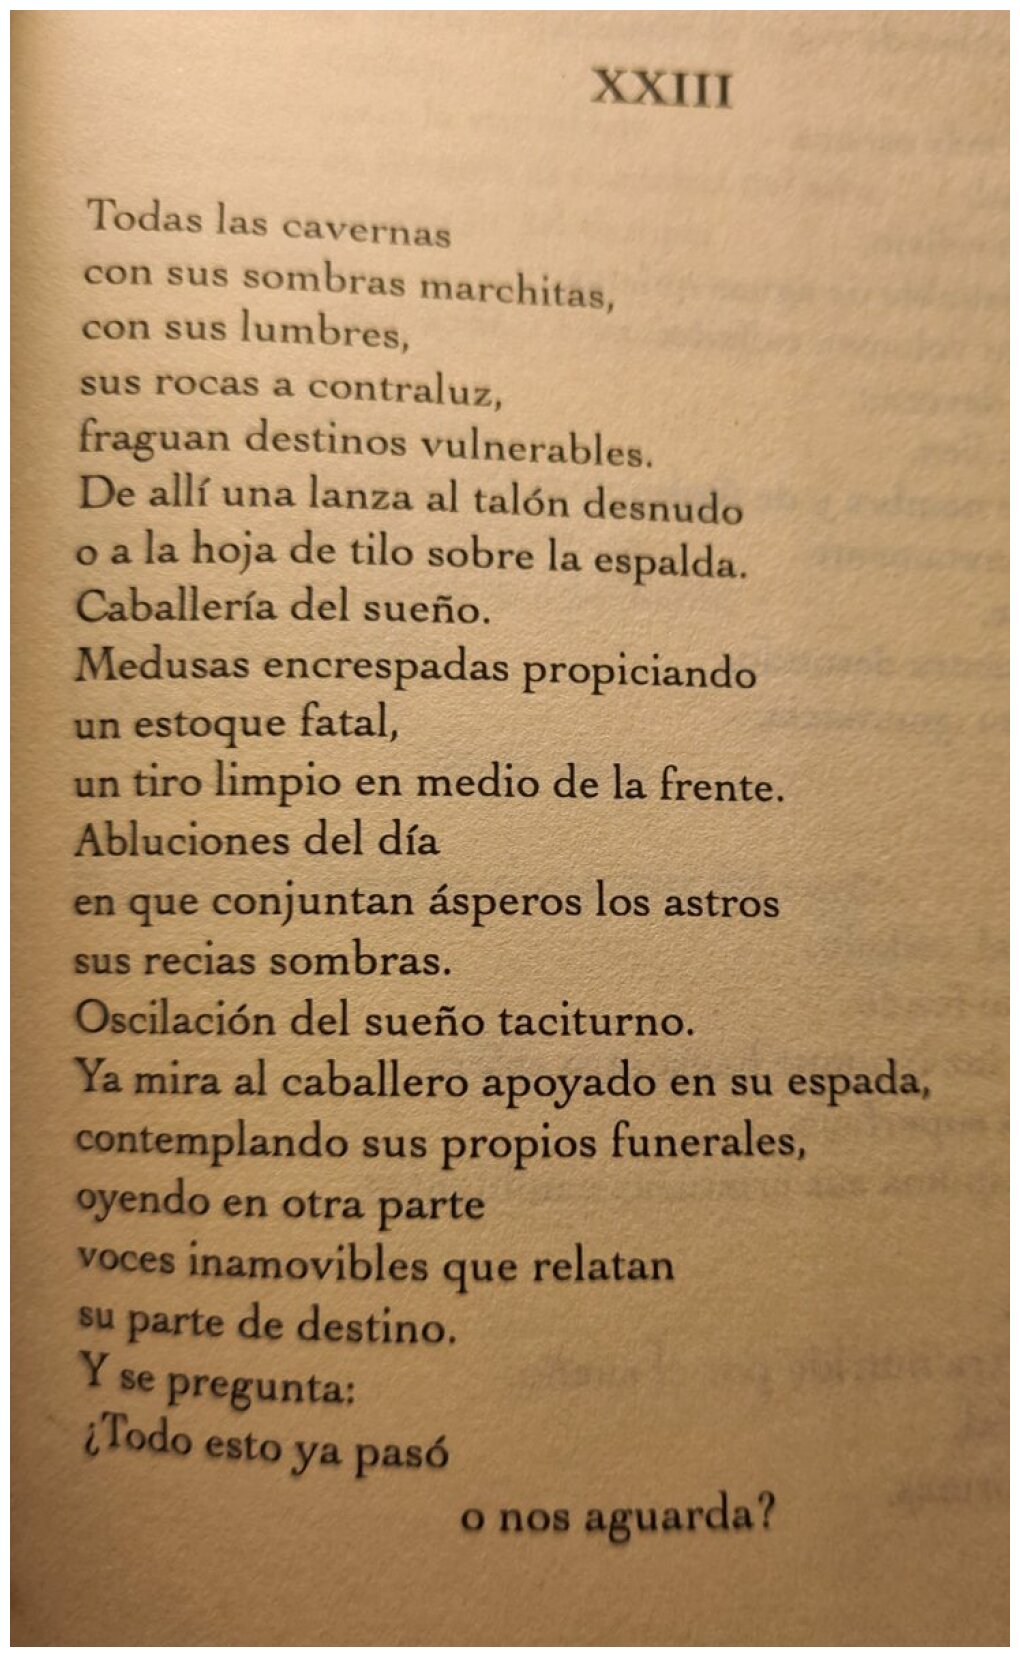 XXIII
Todas las cavernas
con sus sombras marchitas,
con sus lumbres,
sus rocas a contraluz,
fraguan destinos vulnerables.
De allí una lanza al talón desnudo
o a la hoja de tilo sobre la espalda.
Caballería del sueño.
Medusas encrespadas propiciando
un estoque fatal,
un tiro limpio en medio de la frente.
Abluciones del día
en que conjuntan ásperos los astros
sus recias sombras.
Oscilación del sueño taciturno.
Ya mira al caballero apoyado en su espada,
contemplando sus propios funerales,
oyendo en otra parte
voces inamovibles que relatan
su parte de destino.
Y se pregunta:
¿Todo esto ya pasó
o nos aguarda?